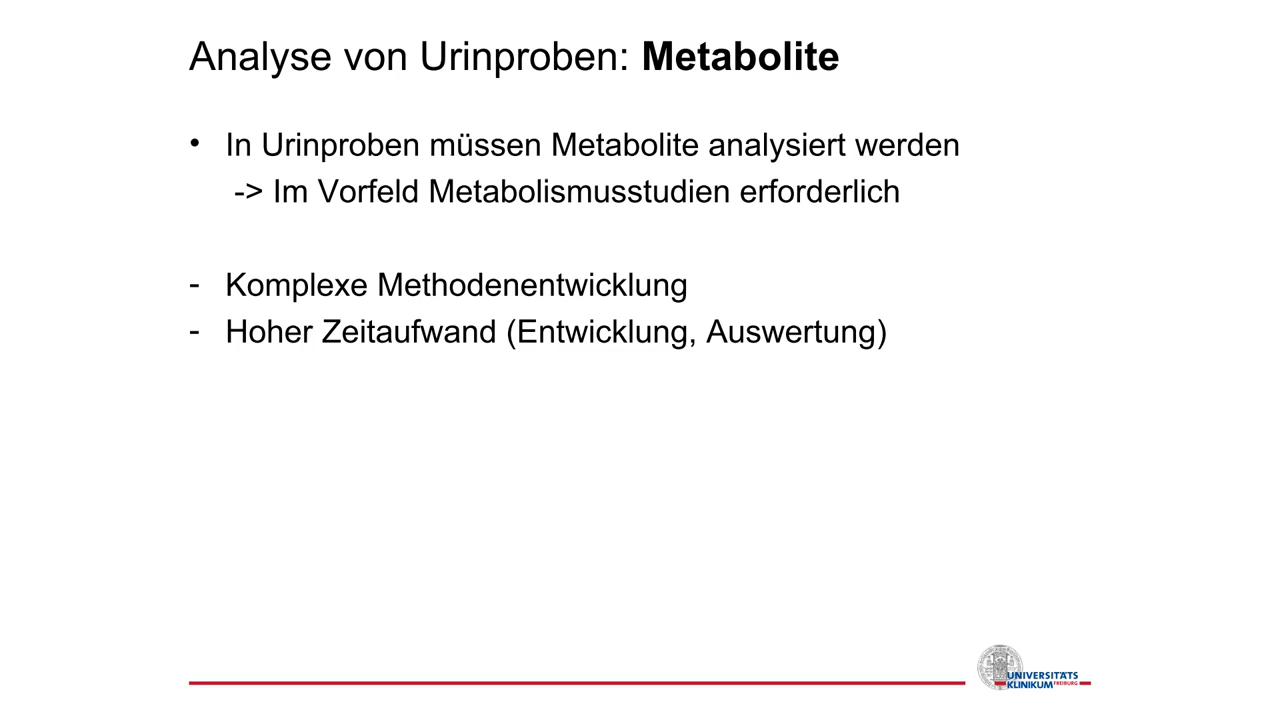 Analyse von Urinproben: Metabolite
• In Urinproben müssen Metabolite analysiert werden
-> Im Vorfeld Metabolismusstudien erforderlich
- Komplexe Methodenentwicklung
- Hoher Zeitaufwand (Entwicklung, Auswertung)
UNIVERSITÄTS
KLINIKUM FREIBURG